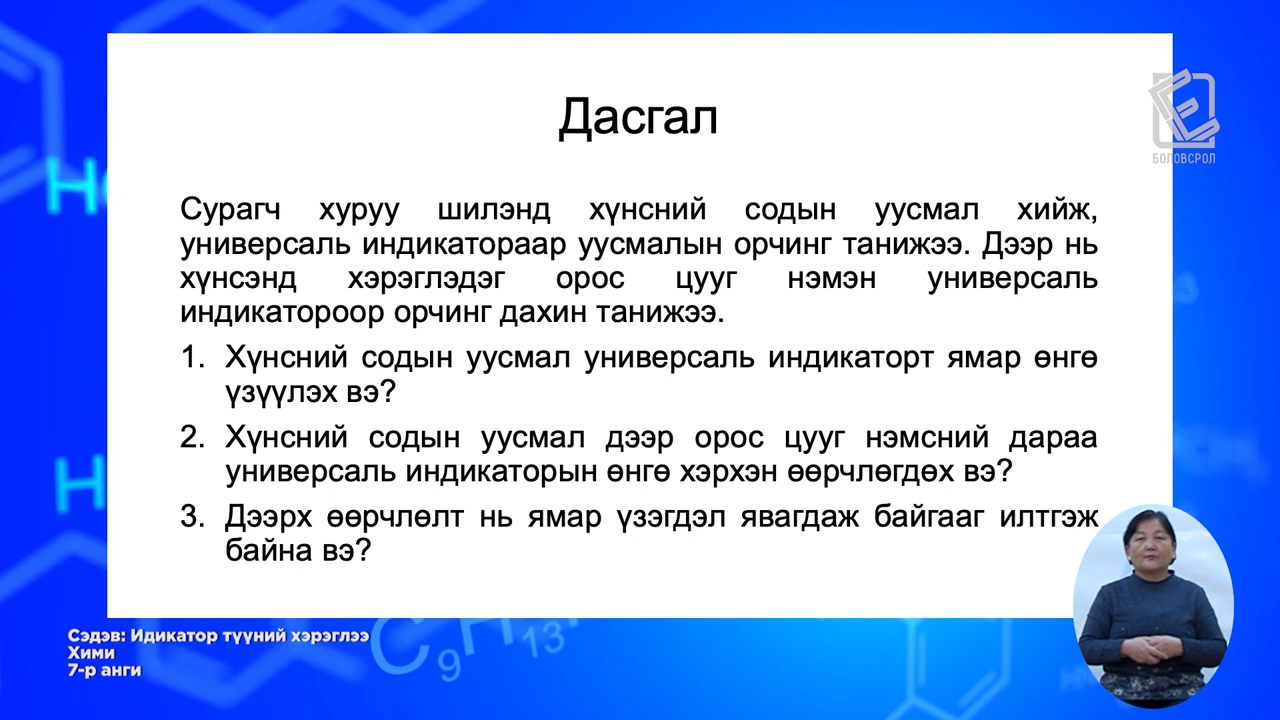 Дасгал
БОЛОВСРОЛ
Сурагч хуруу шилэнд хүнсний содын уусмал хийж,
универсаль индикатораар уусмалын орчинг танижээ. Дээр нь
хүнсэнд хэрэглэдэг орос цууг нэмэн универсаль
индикатороор орчинг дахин танижээ.
1. Хүнсний содын уусмал универсаль индикаторт ямар өнгө
үзүүлэх вэ?
2. Хүнсний содын уусмал дээр орос цууг нэмсний дараа
универсаль индикаторын өнгө хэрхэн өөрчлөгдөх вэ?
3. Дээрх өөрчлөлт нь ямар үзэгдэл явагдаж байгааг илтгэж
байна вэ?
Сэдэв: Идикатор түүний хэрэглээ
Хими
7-р анги